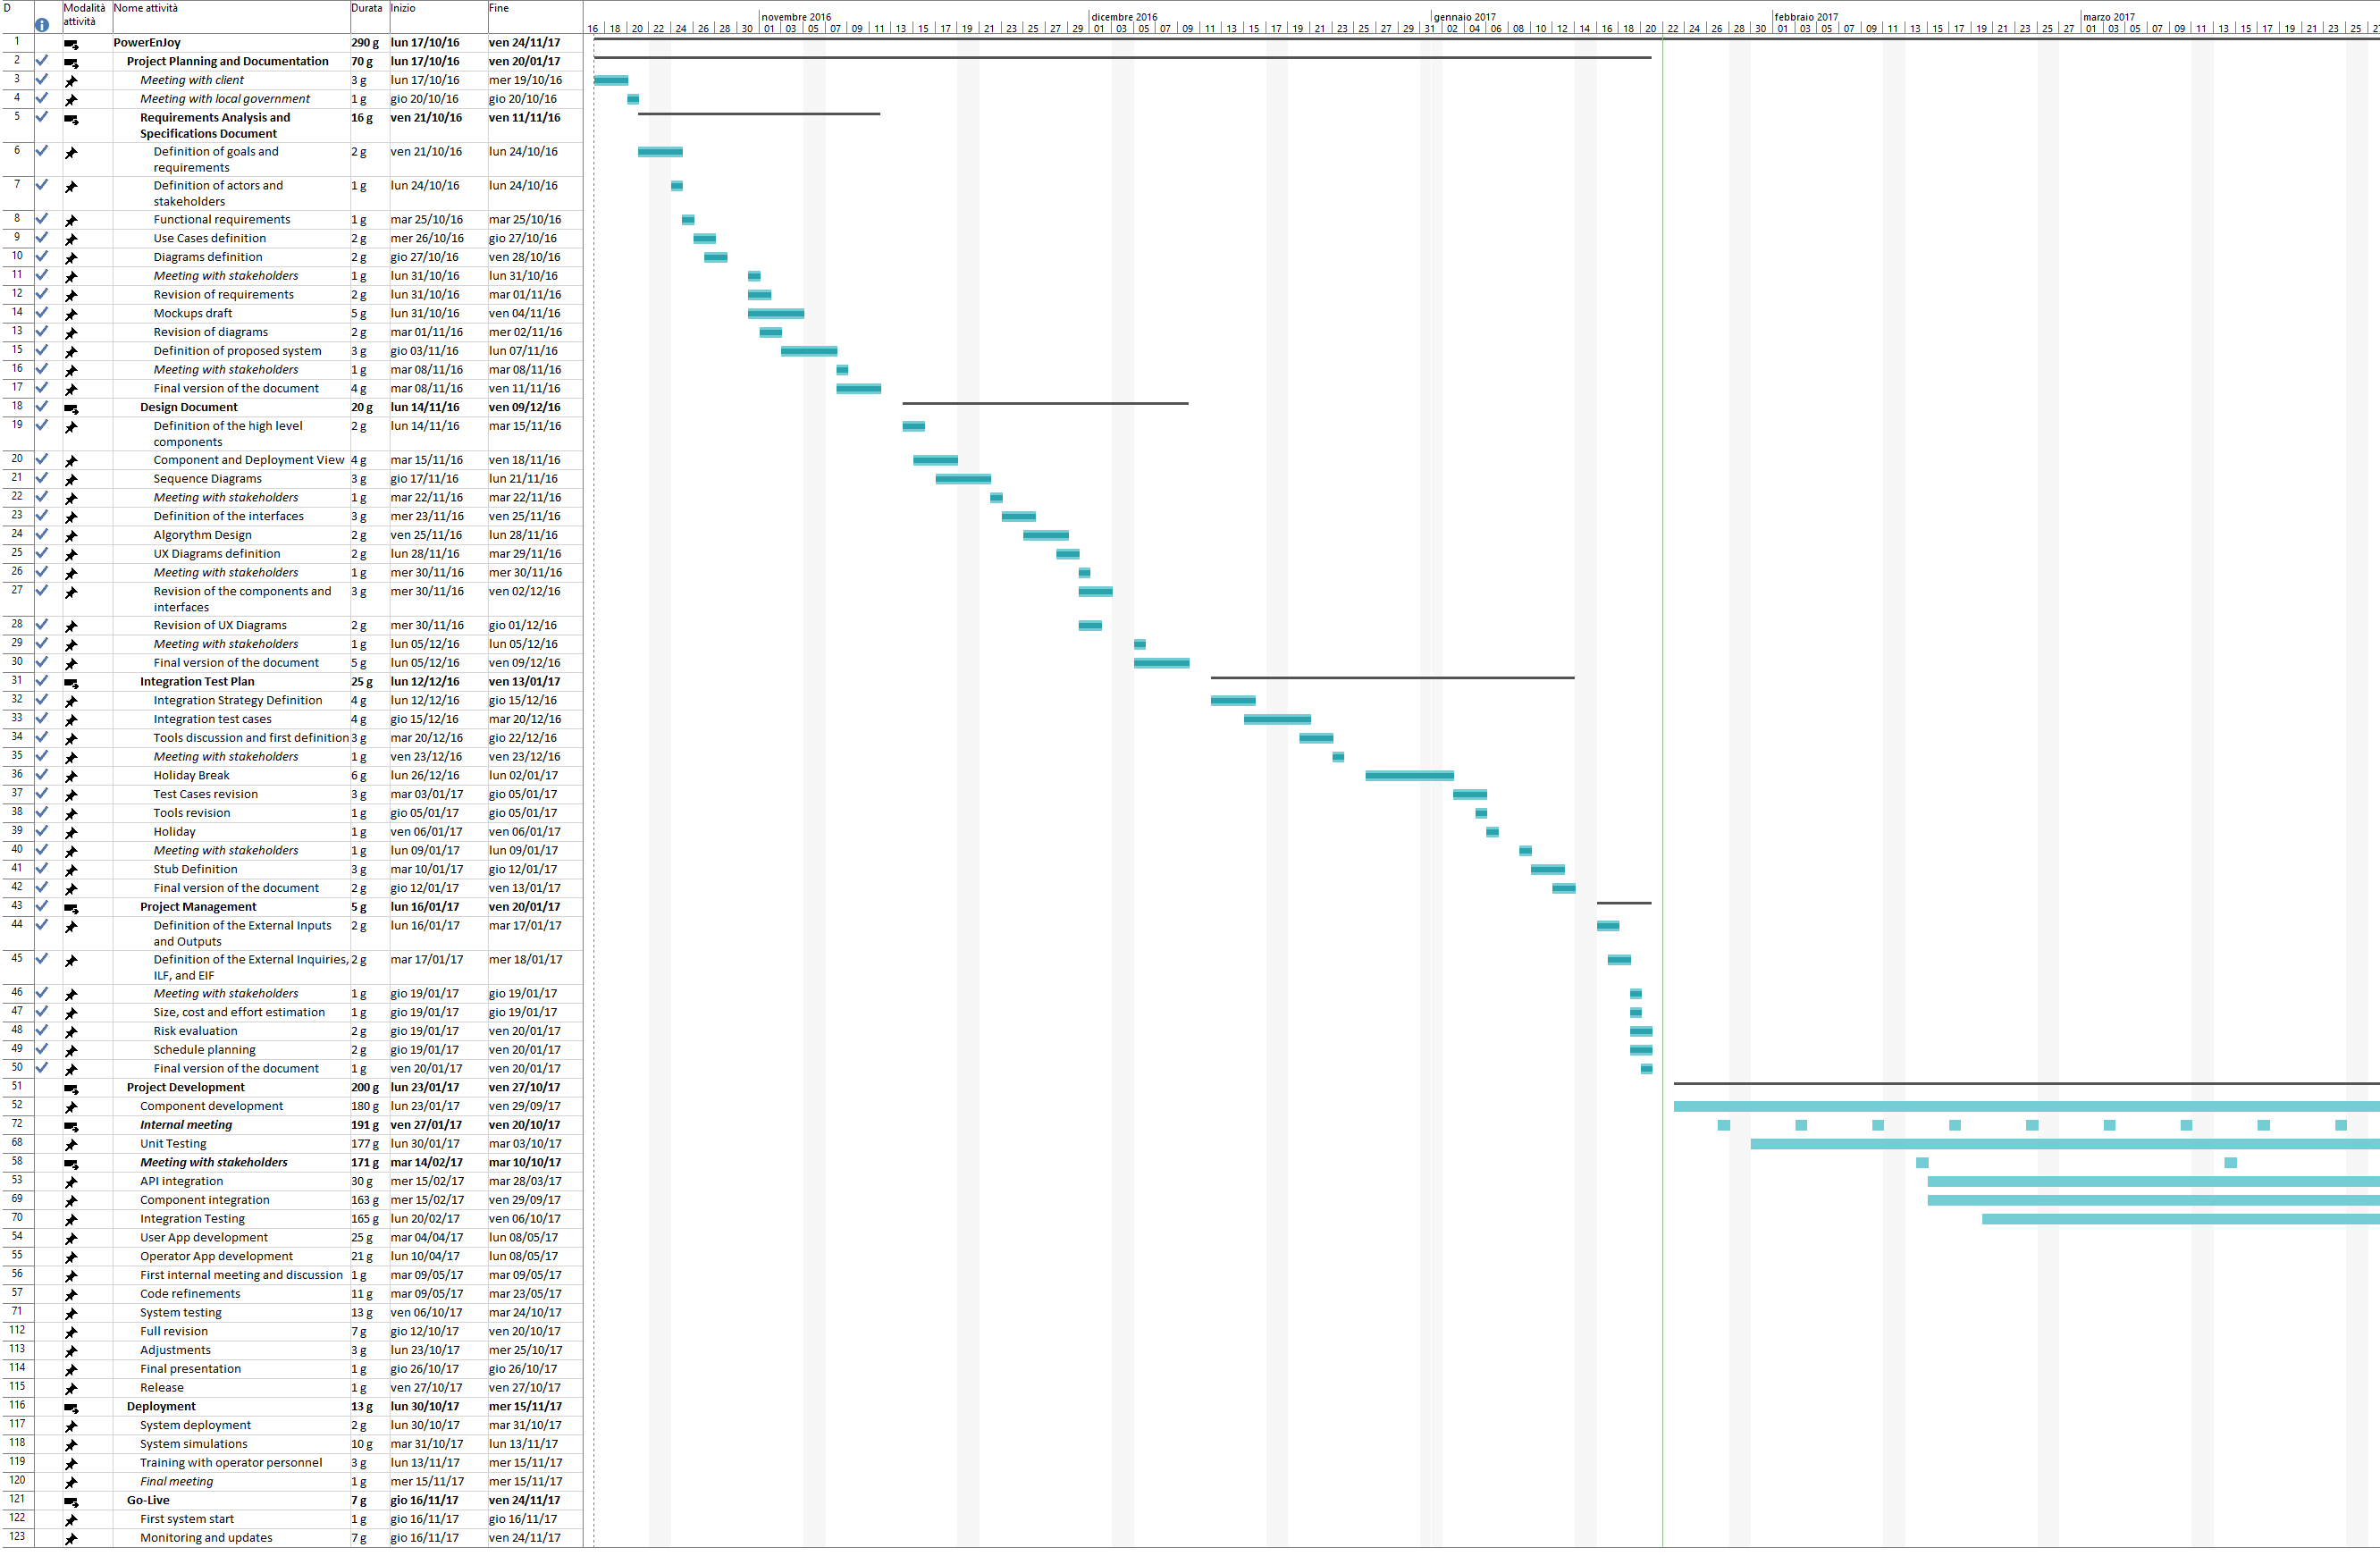 D Modalità attività Nome attività Durata Inizio Fine
novembre 2016 dicembre 2016 gennaio 2017 febbraio 2017 marzo 2017
16 18 20 22 24 26 28 30 01 03 05 07 09 11 13 15 17 19 21 23 25 27 29 01 03 05 07 09 11 13 15 17 19 21 23 25 27 29 31 02 04 06 08 10 12 14 16 18 20 22 24 26 28 30 01 03 05 07 09 11 13 15 17 19 21 23 25 27 01 03 05 07 09 11 13 15 17 19 21 23 25
1 PowerEnJoy 290 g lun 17/10/16 ven 24/11/17
2 Project Planning and Documentation 70 g lun 17/10/16 ven 20/01/17
3 Meeting with client 3 g lun 17/10/16 mer 19/10/16
4 Meeting with local government 1 g gio 20/10/16 gio 20/10/16
5 Requirements Analysis and Specifications Document 16 g ven 21/10/16 ven 11/11/16
6 Definition of goals and requirements 2 g ven 21/10/16 lun 24/10/16
7 Definition of actors and stakeholders 1 g lun 24/10/16 lun 24/10/16
8 Functional requirements 1 g mar 25/10/16 mar 25/10/16
9 Use Cases definition 2 g mer 26/10/16 gio 27/10/16
10 Diagrams definition 2 g gio 27/10/16 ven 28/10/16
11 Meeting with stakeholders 1 g lun 31/10/16 lun 31/10/16
12 Revision of requirements 2 g lun 31/10/16 mar 01/11/16
14 Mockups draft 5 g lun 31/10/16 ven 04/11/16
13 Revision of diagrams 2 g mar 01/11/16 mer 02/11/16
15 Definition of proposed system 3 g gio 03/11/16 lun 07/11/16
16 Meeting with stakeholders 1 g mar 08/11/16 mar 08/11/16
17 Final version of the document 4 g mar 08/11/16 ven 11/11/16
18 Design Document 20 g lun 14/11/16 ven 09/12/16
19 Definition of the high level components 2 g lun 14/11/16 mar 15/11/16
20 Component and Deployment View 4 g mar 15/11/16 ven 18/11/16
21 Sequence Diagrams 3 g gio 17/11/16 lun 21/11/16
22 Meeting with stakeholders 1 g mar 22/11/16 mar 22/11/16
23 Definition of the interfaces 3 g mer 23/11/16 ven 25/11/16
24 Algorythm Design 2 g ven 25/11/16 lun 28/11/16
25 UX Diagrams definition 2 g lun 28/11/16 mar 29/11/16
26 Meeting with stakeholders 1 g mer 30/11/16 mer 30/11/16
27 Revision of the components and interfaces 3 g mer 30/11/16 ven 02/12/16
28 Revision of UX Diagrams 2 g mer 30/11/16 gio 01/12/16
29 Meeting with stakeholders 1 g lun 05/12/16 lun 05/12/16
30 Final version of the document 5 g lun 05/12/16 ven 09/12/16
31 Integration Test Plan 25 g lun 12/12/16 ven 13/01/17
32 Integration Strategy Definition 4 g lun 12/12/16 gio 15/12/16
33 Integration test cases 4 g gio 15/12/16 mar 20/12/16
34 Tools discussion and first definition 3 g mar 20/12/16 gio 22/12/16
35 Meeting with stakeholders 1 g ven 23/12/16 ven 23/12/16
36 Holiday Break 6 g lun 26/12/16 lun 02/01/17
37 Test Cases revision 3 g mar 03/01/17 gio 05/01/17
38 Tools revision 1 g gio 05/01/17 gio 05/01/17
39 Holiday 1 g ven 06/01/17 ven 06/01/17
40 Meeting with stakeholders 1 g lun 09/01/17 lun 09/01/17
41 Stub Definition 3 g mar 10/01/17 gio 12/01/17
42 Final version of the document 2 g gio 12/01/17 ven 13/01/17
43 Project Management 5 g lun 16/01/17 ven 20/01/17
44 Definition of the External Inputs and Outputs 2 g lun 16/01/17 mar 17/01/17
45 Definition of the External Inquiries, ILF, and EIF 2 g mar 17/01/17 mer 18/01/17
46 Meeting with stakeholders 1 g gio 19/01/17 gio 19/01/17
47 Size, cost and effort estimation 1 g gio 19/01/17 gio 19/01/17
48 Risk evaluation 2 g gio 19/01/17 ven 20/01/17
49 Schedule planning 2 g gio 19/01/17 ven 20/01/17
50 Final version of the document 1 g ven 20/01/17 ven 20/01/17
51 Project Development 200 g lun 23/01/17 ven 27/10/17
52 Component development 180 g lun 23/01/17 ven 29/09/17
72 Internal meeting 191 g ven 27/01/17 ven 20/10/17
68 Unit Testing 177 g lun 30/01/17 mar 03/10/17
58 Meeting with stakeholders 171 g mar 14/02/17 mar 10/10/17
53 API integration 30 g mer 15/02/17 mar 28/03/17
69 Component integration 163 g mer 15/02/17 ven 29/09/17
70 Integration Testing 165 g lun 20/02/17 ven 06/10/17
54 User App development 25 g mar 04/04/17 lun 08/05/17
55 Operator App development 21 g lun 10/04/17 lun 08/05/17
56 First internal meeting and discussion 1 g mar 09/05/17 mar 09/05/17
57 Code refinements 11 g mar 09/05/17 mar 23/05/17
71 System testing 13 g ven 06/10/17 mar 24/10/17
112 Full revision 7 g gio 12/10/17 ven 20/10/17
113 Adjustments 3 g lun 23/10/17 mer 25/10/17
114 Final presentation 1 g gio 26/10/17 gio 26/10/17
115 Release 1 g ven 27/10/17 ven 27/10/17
116 Deployment 13 g lun 30/10/17 mer 15/11/17
117 System deployment 2 g lun 30/10/17 mar 31/10/17
118 System simulations 10 g mar 31/10/17 lun 13/11/17
119 Training with operator personnel 3 g lun 13/11/17 mer 15/11/17
120 Final meeting 1 g mer 15/11/17 mer 15/11/17
121 Go-Live 7 g gio 16/11/17 ven 24/11/17
122 First system start 1 g gio 16/11/17 gio 16/11/17
123 Monitoring and updates 7 g gio 16/11/17 ven 24/11/17